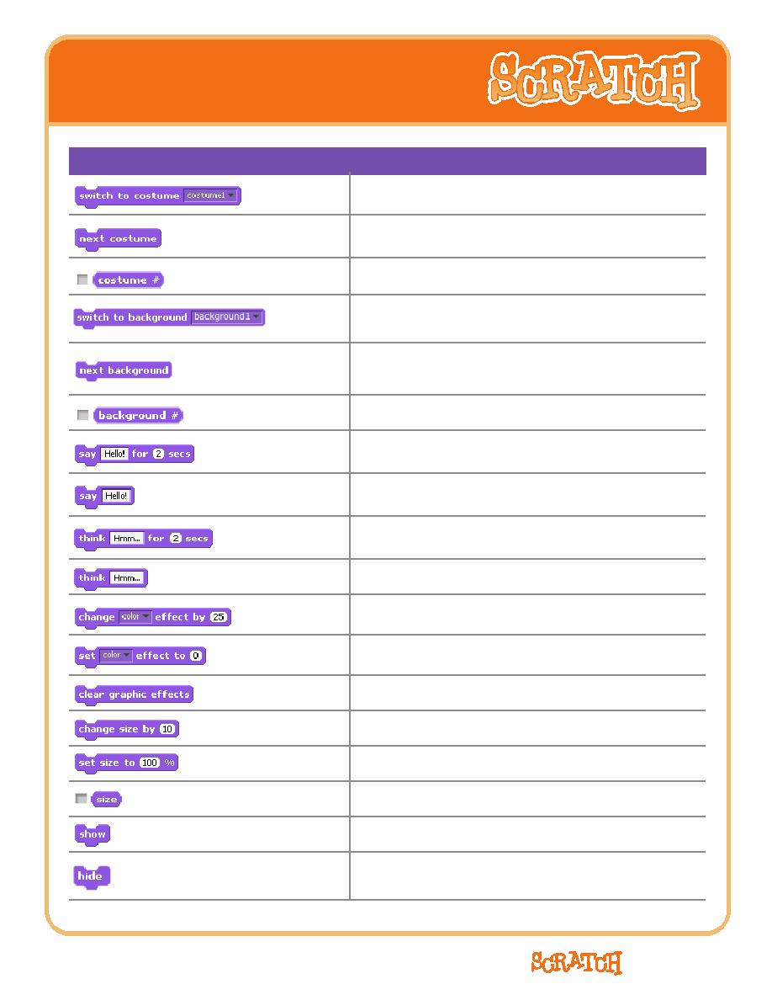 SCRATCH
switch to costume costume1
next costume
costume #
switch to background background1
next background
background #
say Hello! for 2 secs
say Hello!
think Hmm... for 2 secs
think Hmm...
change color effect by 25
set color effect to 0
clear graphic effects
change size by 10
set size to 100 %
size
show
hide
SCRATCH